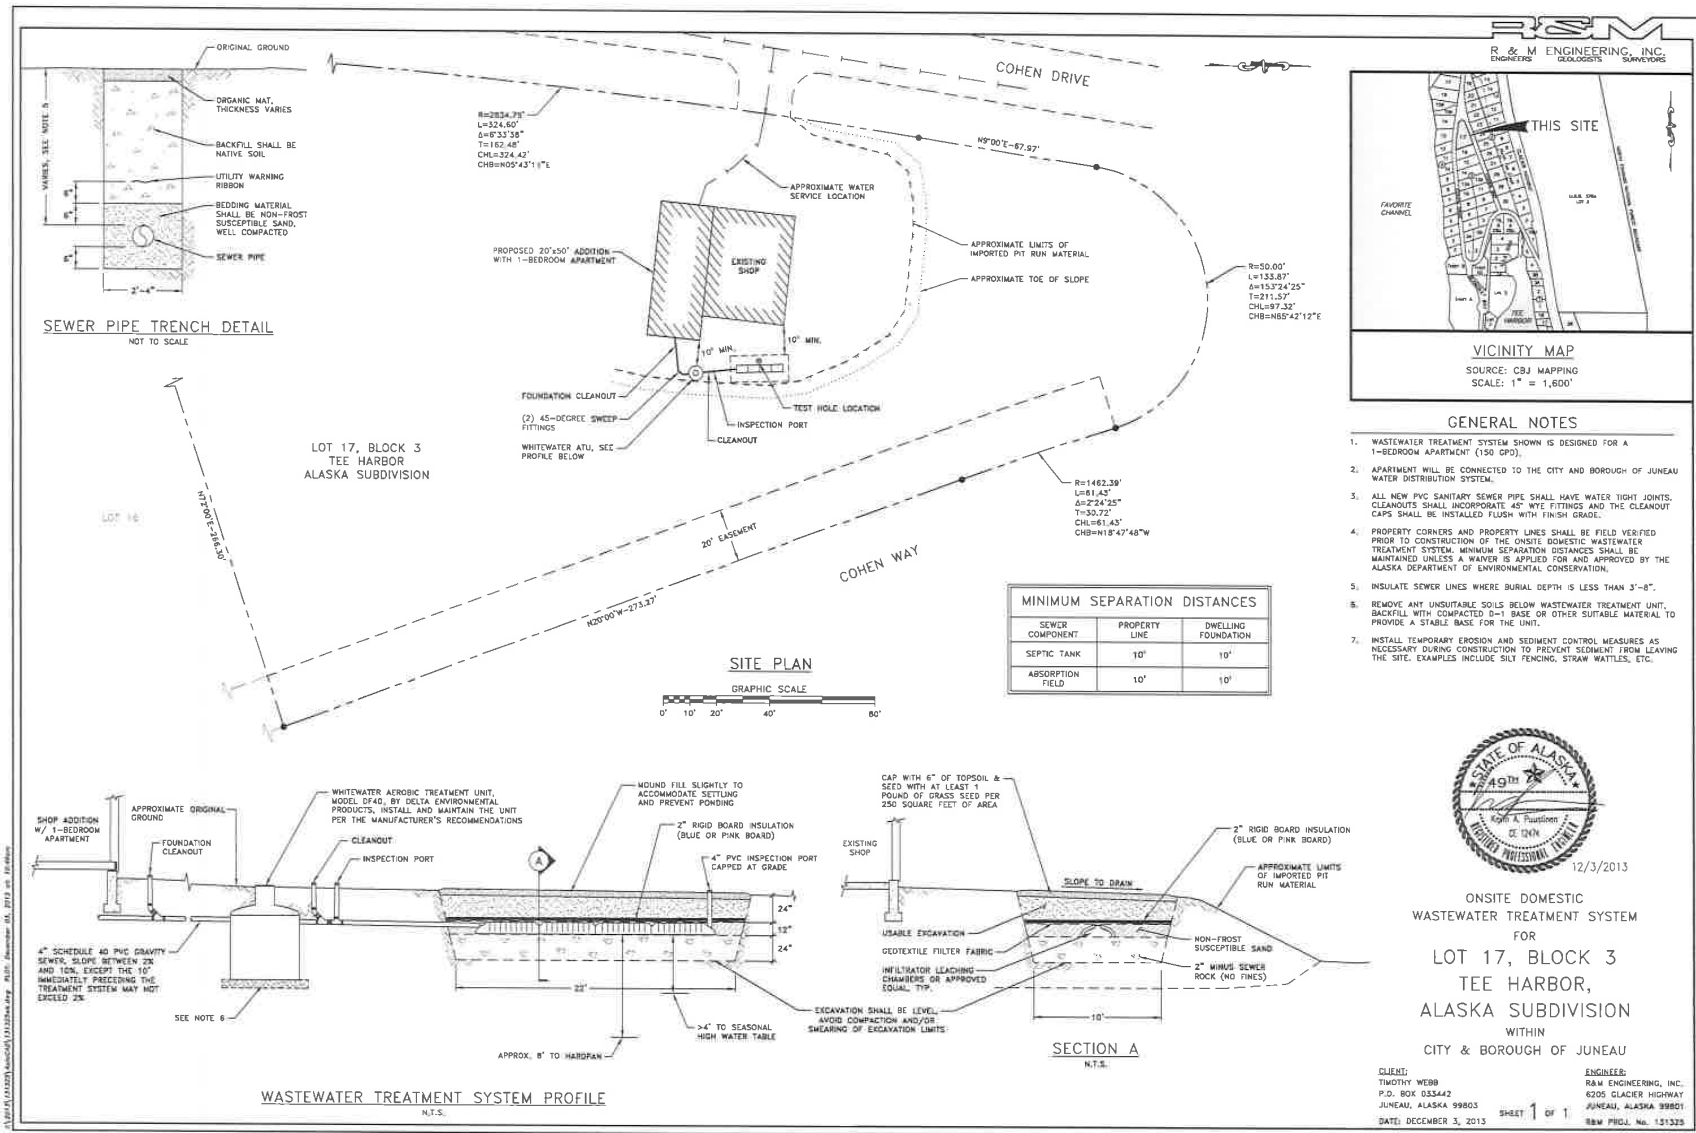 R&M
R & M ENGINEERING, INC.
ENGINEERS GEOLOGISTS SURVEYORS
ORIGINAL GROUND
ORGANIC MAT,
THICKNESS VARIES
BACKFILL SHALL BE
NATIVE SOIL
UTILITY WARNING
RIBBON
BEDDING MATERIAL
SHALL BE NON-FROST
SUSCEPTIBLE SAND,
WELL COMPACTED
SEWER PIPE
VARIES, SEE NOTE 5
6"
6"
6"
2'-4"
SEWER PIPE TRENCH DETAIL
NOT TO SCALE
COHEN DRIVE
R=2834.79'
L=324.60'
Δ=6°33'38"
T=162.48'
CHL=324.42'
CHB=N05°43'11"E
N9°00'E-67.97'
APPROXIMATE WATER
SERVICE LOCATION
PROPOSED 20'x50' ADDITION
WITH 1-BEDROOM APARTMENT
EXISTING
SHOP
APPROXIMATE LIMITS OF
IMPORTED PIT RUN MATERIAL
APPROXIMATE TOE OF SLOPE
R=50.00'
L=133.87'
Δ=153°24'25"
T=211.57'
CHL=97.32'
CHB=N85°42'12"E
10' MIN.
10' MIN.
FOUNDATION CLEANOUT
(2) 45-DEGREE SWEEP
FITTINGS
WHITEWATER ATU, SEE
PROFILE BELOW
TEST HOLE LOCATION
INSPECTION PORT
CLEANOUT
LOT 17, BLOCK 3
TEE HARBOR
ALASKA SUBDIVISION
LOT 16
N72°00'E-266.30'
20' EASEMENT
N20°00'W-273.27'
COHEN WAY
R=1462.39'
L=61.43'
Δ=2°24'25"
T=30.72'
CHL=61.43'
CHB=N18°47'48"W
SITE PLAN
GRAPHIC SCALE
0' 10' 20' 40' 80'
MINIMUM SEPARATION DISTANCES
SEWER COMPONENT PROPERTY LINE DWELLING FOUNDATION
SEPTIC TANK 10' 10'
ABSORPTION FIELD 10' 10'
THIS SITE
FAVORITE
CHANNEL
TEE
HARBOR
VICINITY MAP
SOURCE: CBJ MAPPING
SCALE: 1" = 1,600'
GENERAL NOTES
1. WASTEWATER TREATMENT SYSTEM SHOWN IS DESIGNED FOR A
1-BEDROOM APARTMENT (150 GPD).
2. APARTMENT WILL BE CONNECTED TO THE CITY AND BOROUGH OF JUNEAU
WATER DISTRIBUTION SYSTEM.
3. ALL NEW PVC SANITARY SEWER PIPE SHALL HAVE WATER TIGHT JOINTS.
CLEANOUTS SHALL INCORPORATE 45° WYE FITTINGS AND THE CLEANOUT
CAPS SHALL BE INSTALLED FLUSH WITH FINISH GRADE.
4. PROPERTY CORNERS AND PROPERTY LINES SHALL BE FIELD VERIFIED
PRIOR TO CONSTRUCTION OF THE ONSITE DOMESTIC WASTEWATER
TREATMENT SYSTEM. MINIMUM SEPARATION DISTANCES SHALL BE
MAINTAINED UNLESS A WAIVER IS APPLIED FOR AND APPROVED BY THE
ALASKA DEPARTMENT OF ENVIRONMENTAL CONSERVATION.
5. INSULATE SEWER LINES WHERE BURIAL DEPTH IS LESS THAN 3'-8".
6. REMOVE ANY UNSUITABLE SOILS BELOW WASTEWATER TREATMENT UNIT.
BACKFILL WITH COMPACTED D-1 BASE OR OTHER SUITABLE MATERIAL TO
PROVIDE A STABLE BASE FOR THE UNIT.
7. INSTALL TEMPORARY EROSION AND SEDIMENT CONTROL MEASURES AS
NECESSARY DURING CONSTRUCTION TO PREVENT SEDIMENT FROM LEAVING
THE SITE. EXAMPLES INCLUDE SILT FENCING, STRAW WATTLES, ETC.
SHOP ADDITION
W/ 1-BEDROOM
APARTMENT
APPROXIMATE ORIGINAL
GROUND
FOUNDATION
CLEANOUT
WHITEWATER AEROBIC TREATMENT UNIT,
MODEL DF40, BY DELTA ENVIRONMENTAL
PRODUCTS. INSTALL AND MAINTAIN THE UNIT
PER THE MANUFACTURER'S RECOMMENDATIONS
CLEANOUT
INSPECTION PORT
MOUND FILL SLIGHTLY TO
ACCOMMODATE SETTLING
AND PREVENT PONDING
2" RIGID BOARD INSULATION
(BLUE OR PINK BOARD)
4" PVC INSPECTION PORT
CAPPED AT GRADE
A
24"
12"
24"
4" SCHEDULE 40 PVC GRAVITY
SEWER, SLOPE BETWEEN 2%
AND 10%, EXCEPT THE 10'
IMMEDIATELY PRECEDING THE
TREATMENT SYSTEM MAY NOT
EXCEED 2%
SEE NOTE 6
22'
>4' TO SEASONAL
HIGH WATER TABLE
APPROX. 8' TO HARDPAN
EXCAVATION SHALL BE LEVEL,
AVOID COMPACTION AND/OR
SMEARING OF EXCAVATION LIMITS
WASTEWATER TREATMENT SYSTEM PROFILE
N.T.S.
CAP WITH 6" OF TOPSOIL &
SEED WITH AT LEAST 1
POUND OF GRASS SEED PER
250 SQUARE FEET OF AREA
EXISTING
SHOP
SLOPE TO DRAIN
2" RIGID BOARD INSULATION
(BLUE OR PINK BOARD)
APPROXIMATE LIMITS
OF IMPORTED PIT
RUN MATERIAL
USABLE EXCAVATION
GEOTEXTILE FILTER FABRIC
INFILTRATOR LEACHING
CHAMBERS OR APPROVED
EQUAL, TYP.
NON-FROST
SUSCEPTIBLE SAND
2" MINUS SEWER
ROCK (NO FINES)
10'
SECTION A
N.T.S.
STATE OF ALASKA
49TH
Kevin A. Puustinen
CE 12474
REGISTERED PROFESSIONAL ENGINEER
12/3/2013
ONSITE DOMESTIC
WASTEWATER TREATMENT SYSTEM
FOR
LOT 17, BLOCK 3
TEE HARBOR,
ALASKA SUBDIVISION
WITHIN
CITY & BOROUGH OF JUNEAU
CLIENT:
TIMOTHY WEBB
P.O. BOX 033442
JUNEAU, ALASKA 99803
DATE: DECEMBER 3, 2013
SHEET 1 OF 1
ENGINEER:
R&M ENGINEERING, INC.
6205 GLACIER HIGHWAY
JUNEAU, ALASKA 99801
R&M PROJ. No. 131325